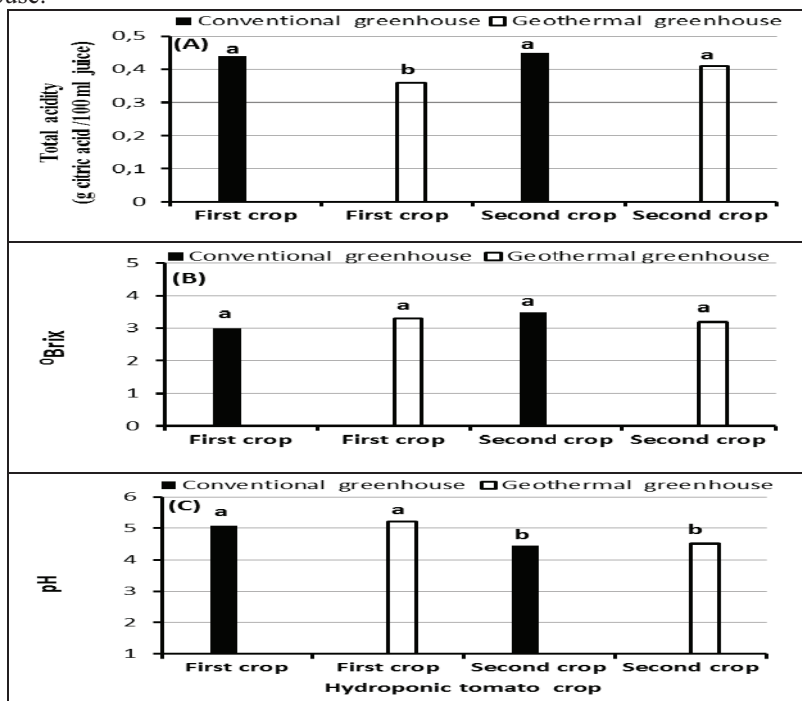 ouse.
Conventional greenhouse Geothermal greenhouse
(A)
Total acidity
(g citric acid /100 ml juice)
0,5
0,4
0,3
0,2
0,1
0
a
b
a
a
First crop First crop Second crop Second crop
Conventional greenhouse Geothermal greenhouse
(B)
ºBrix
5
4
3
2
1
0
a
a
a
a
First crop First crop Second crop Second crop
Conventional greenhouse Geothermal greenhouse
(C)
pH
6
5
4
3
2
1
a
a
b
b
First crop First crop Second crop Second crop
Hydroponic tomato crop